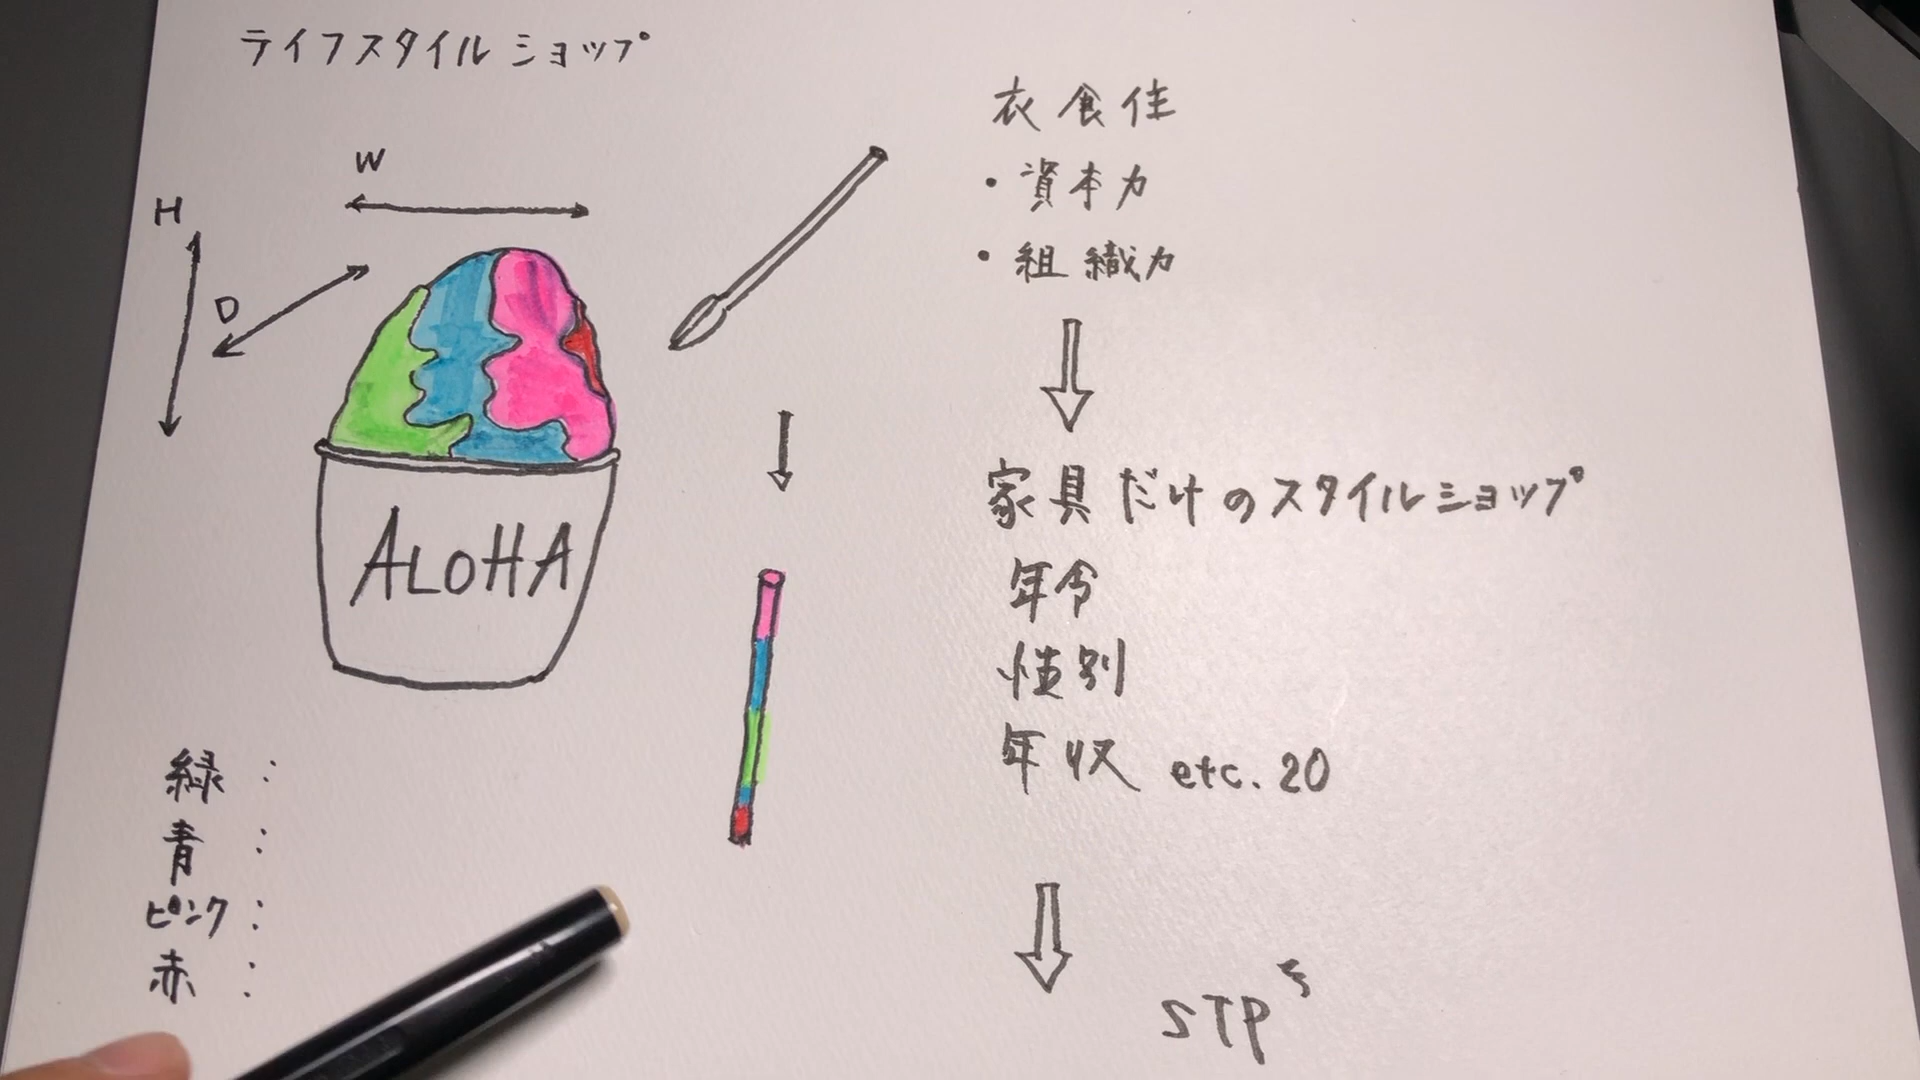 ライフスタイルショップ
W
H
D
ALOHA
緑：
青：
ピンク：
赤：
衣食住
・資本力
・組織力
家具だけのスタイルショップ
年令
性別
年収 etc. 20
STP